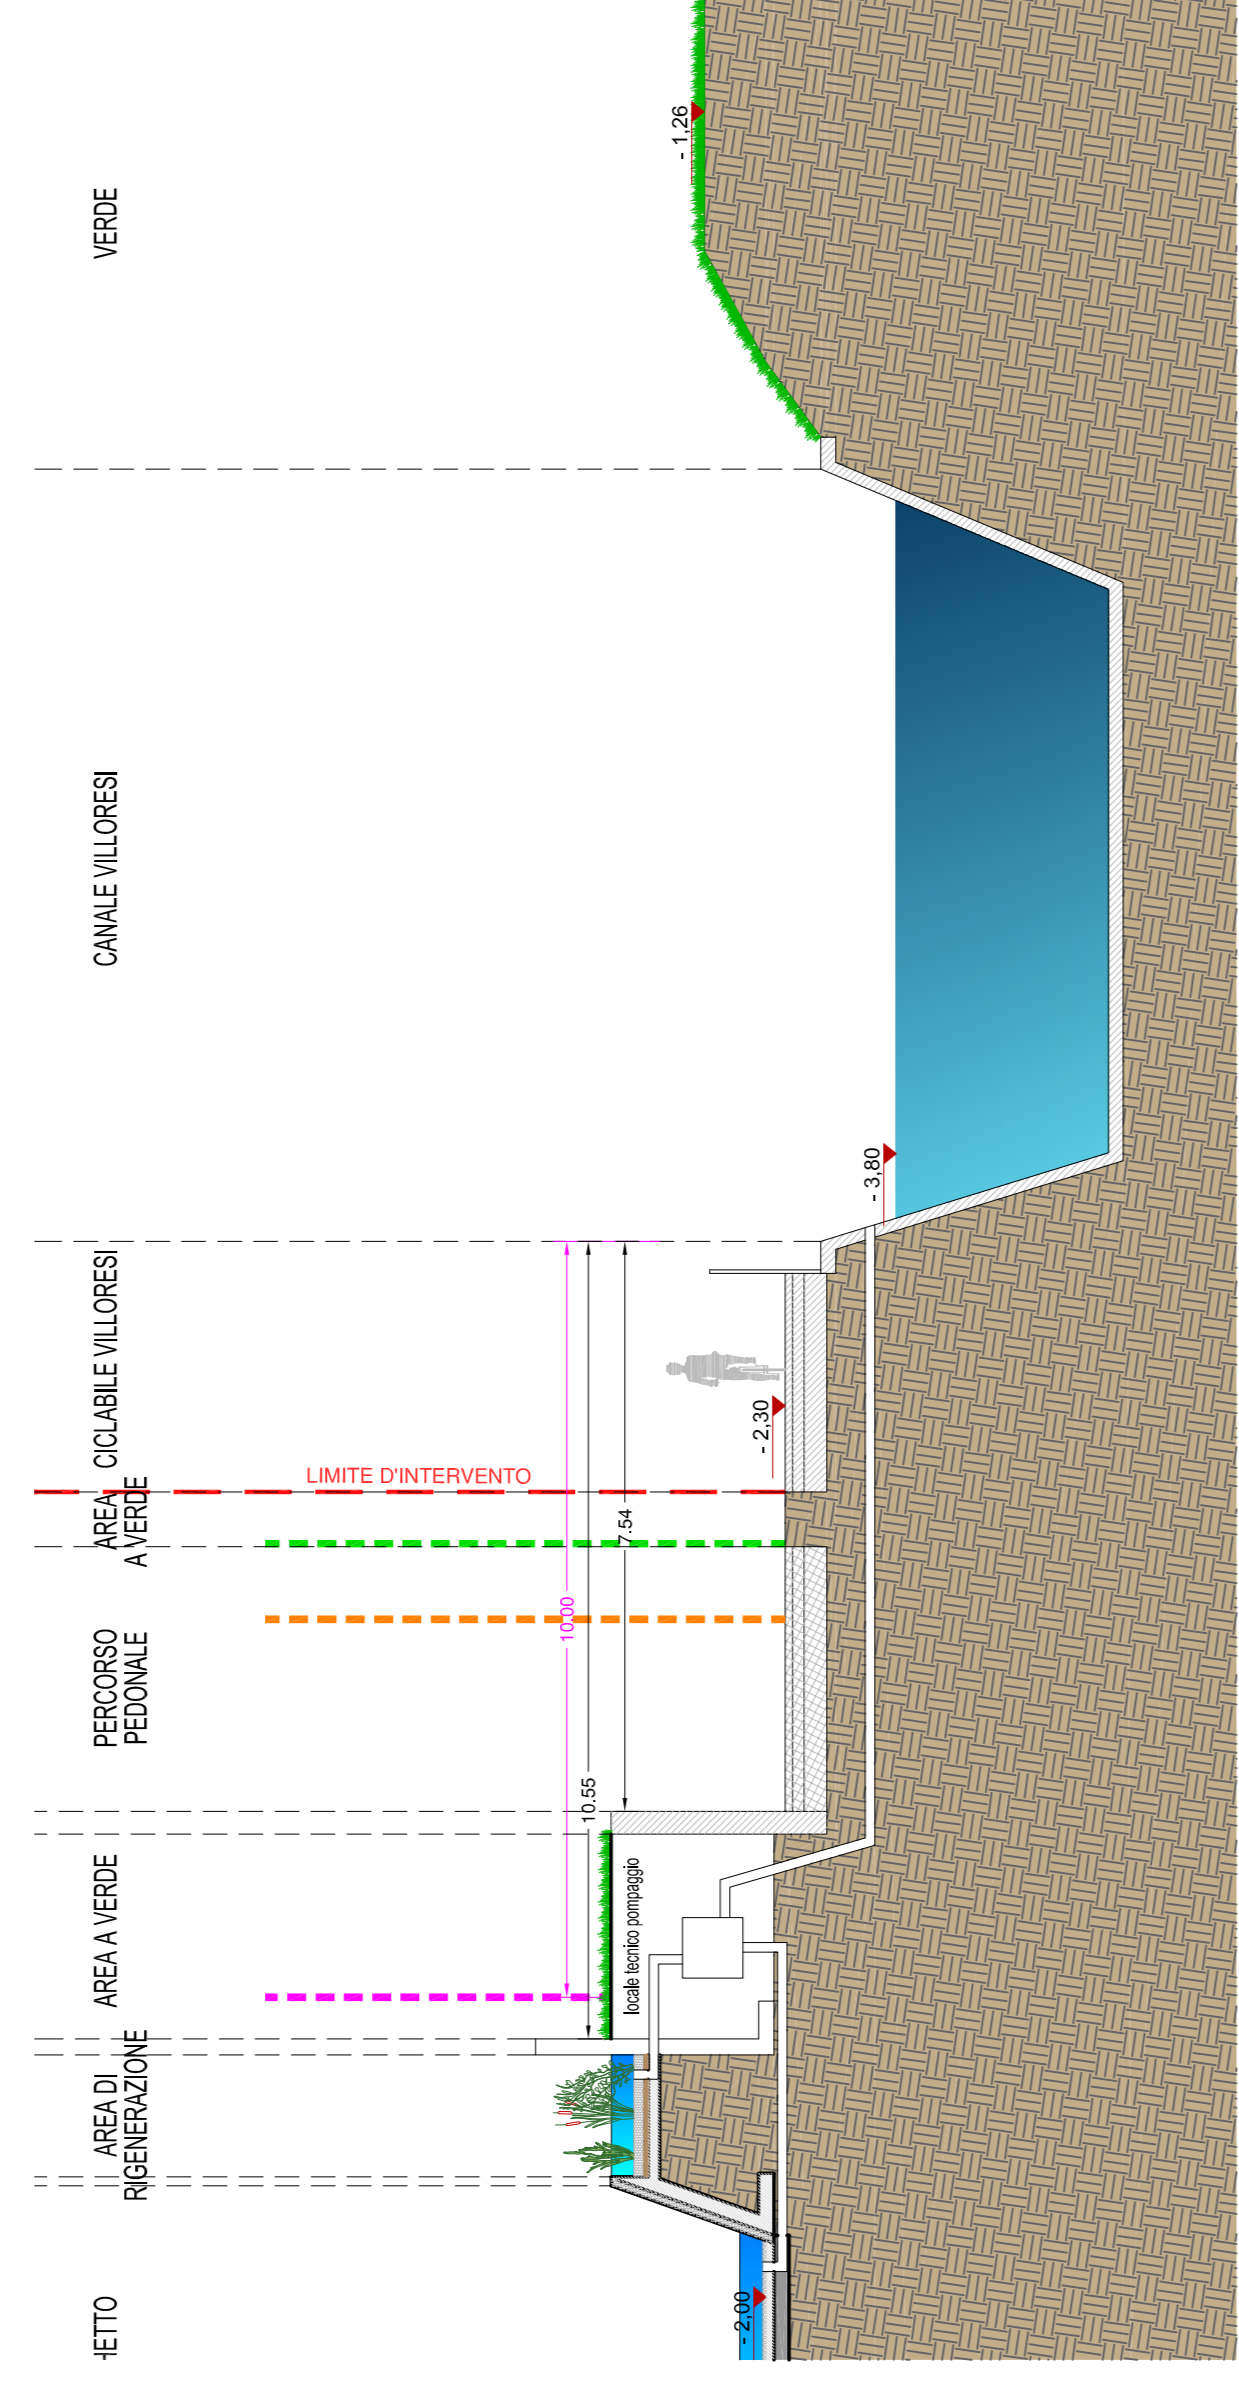 HETTO
AREA DI
RIGENERAZIONE
AREA A VERDE
PERCORSO
PEDONALE
AREA
A VERDE
CICLABILE VILLORESI
CANALE VILLORESI
VERDE
LIMITE D'INTERVENTO
10.00
10.55
7.54
locale tecnico pompaggio
- 2,00
- 2,30
- 3,80
- 1,26